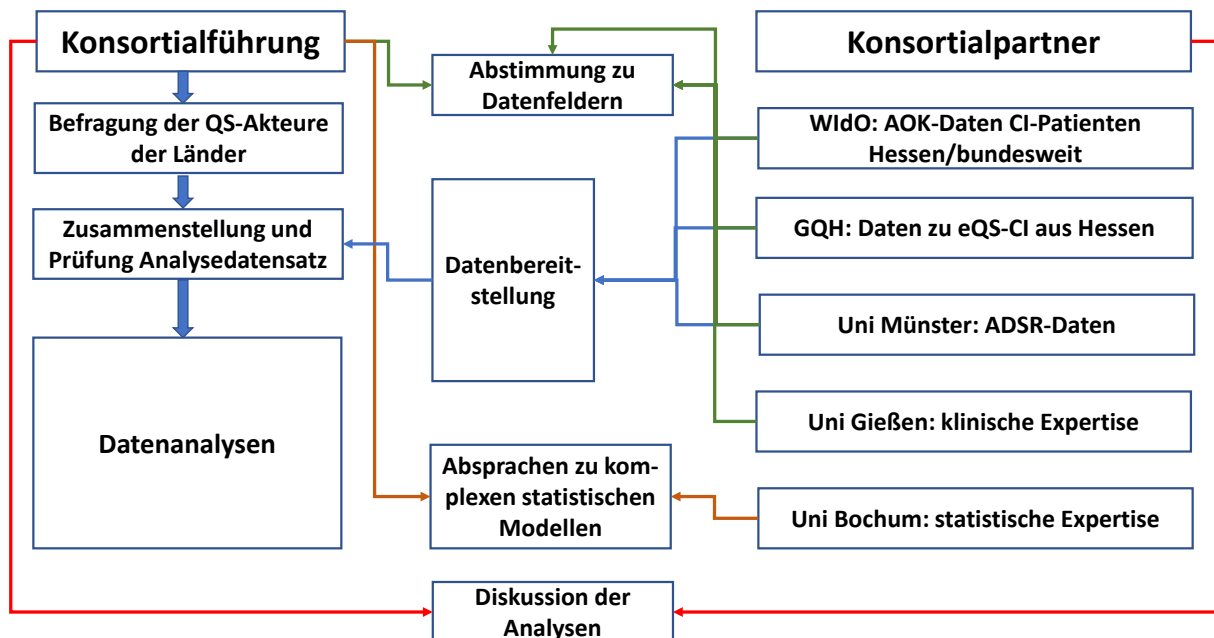 Konsortialführung
Befragung der QS-Akteure
der Länder
Zusammenstellung und
Prüfung Analysedatensatz
Datenanalysen
Abstimmung zu
Datenfeldern
Datenbereit-
stellung
Absprachen zu kom-
plexen statistischen
Modellen
Diskussion der
Analysen
Konsortialpartner
WIdO: AOK-Daten CI-Patienten
Hessen/bundesweit
GQH: Daten zu eQS-CI aus Hessen
Uni Münster: ADSR-Daten
Uni Gießen: klinische Expertise
Uni Bochum: statistische Expertise